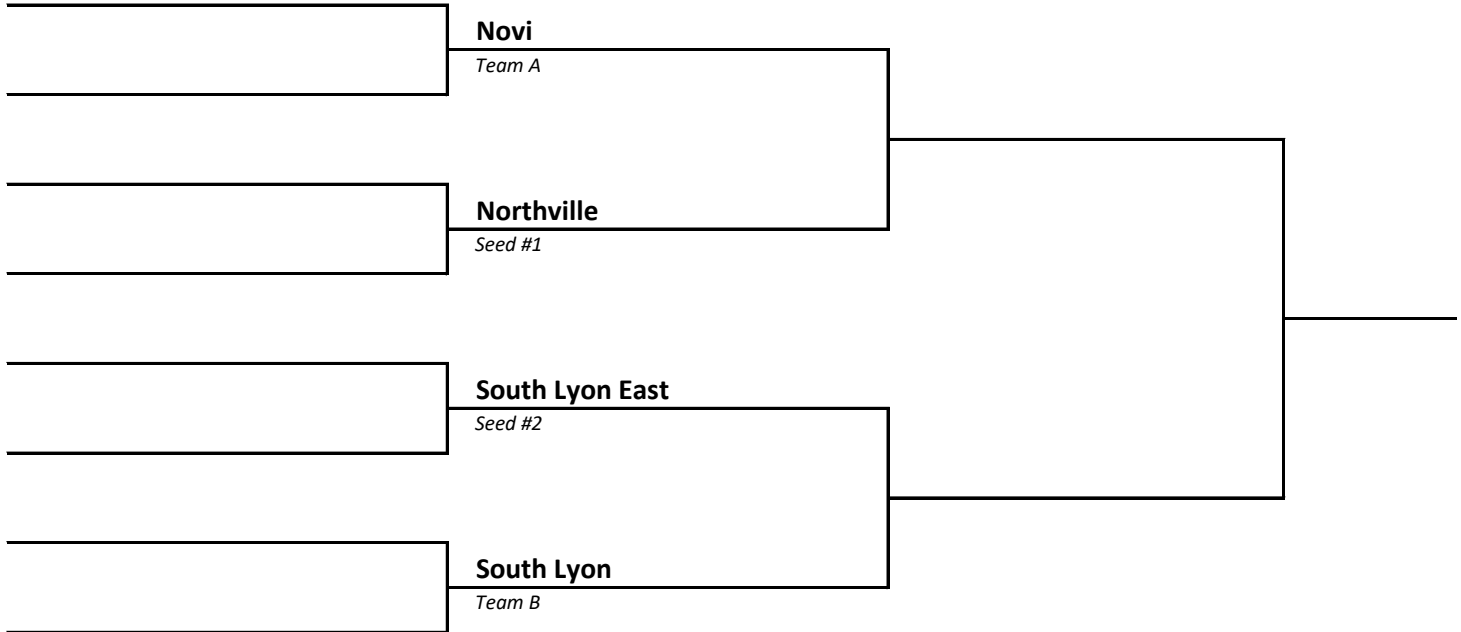 Novi
Team A
Northville
Seed #1
South Lyon East
Seed #2
South Lyon
Team B